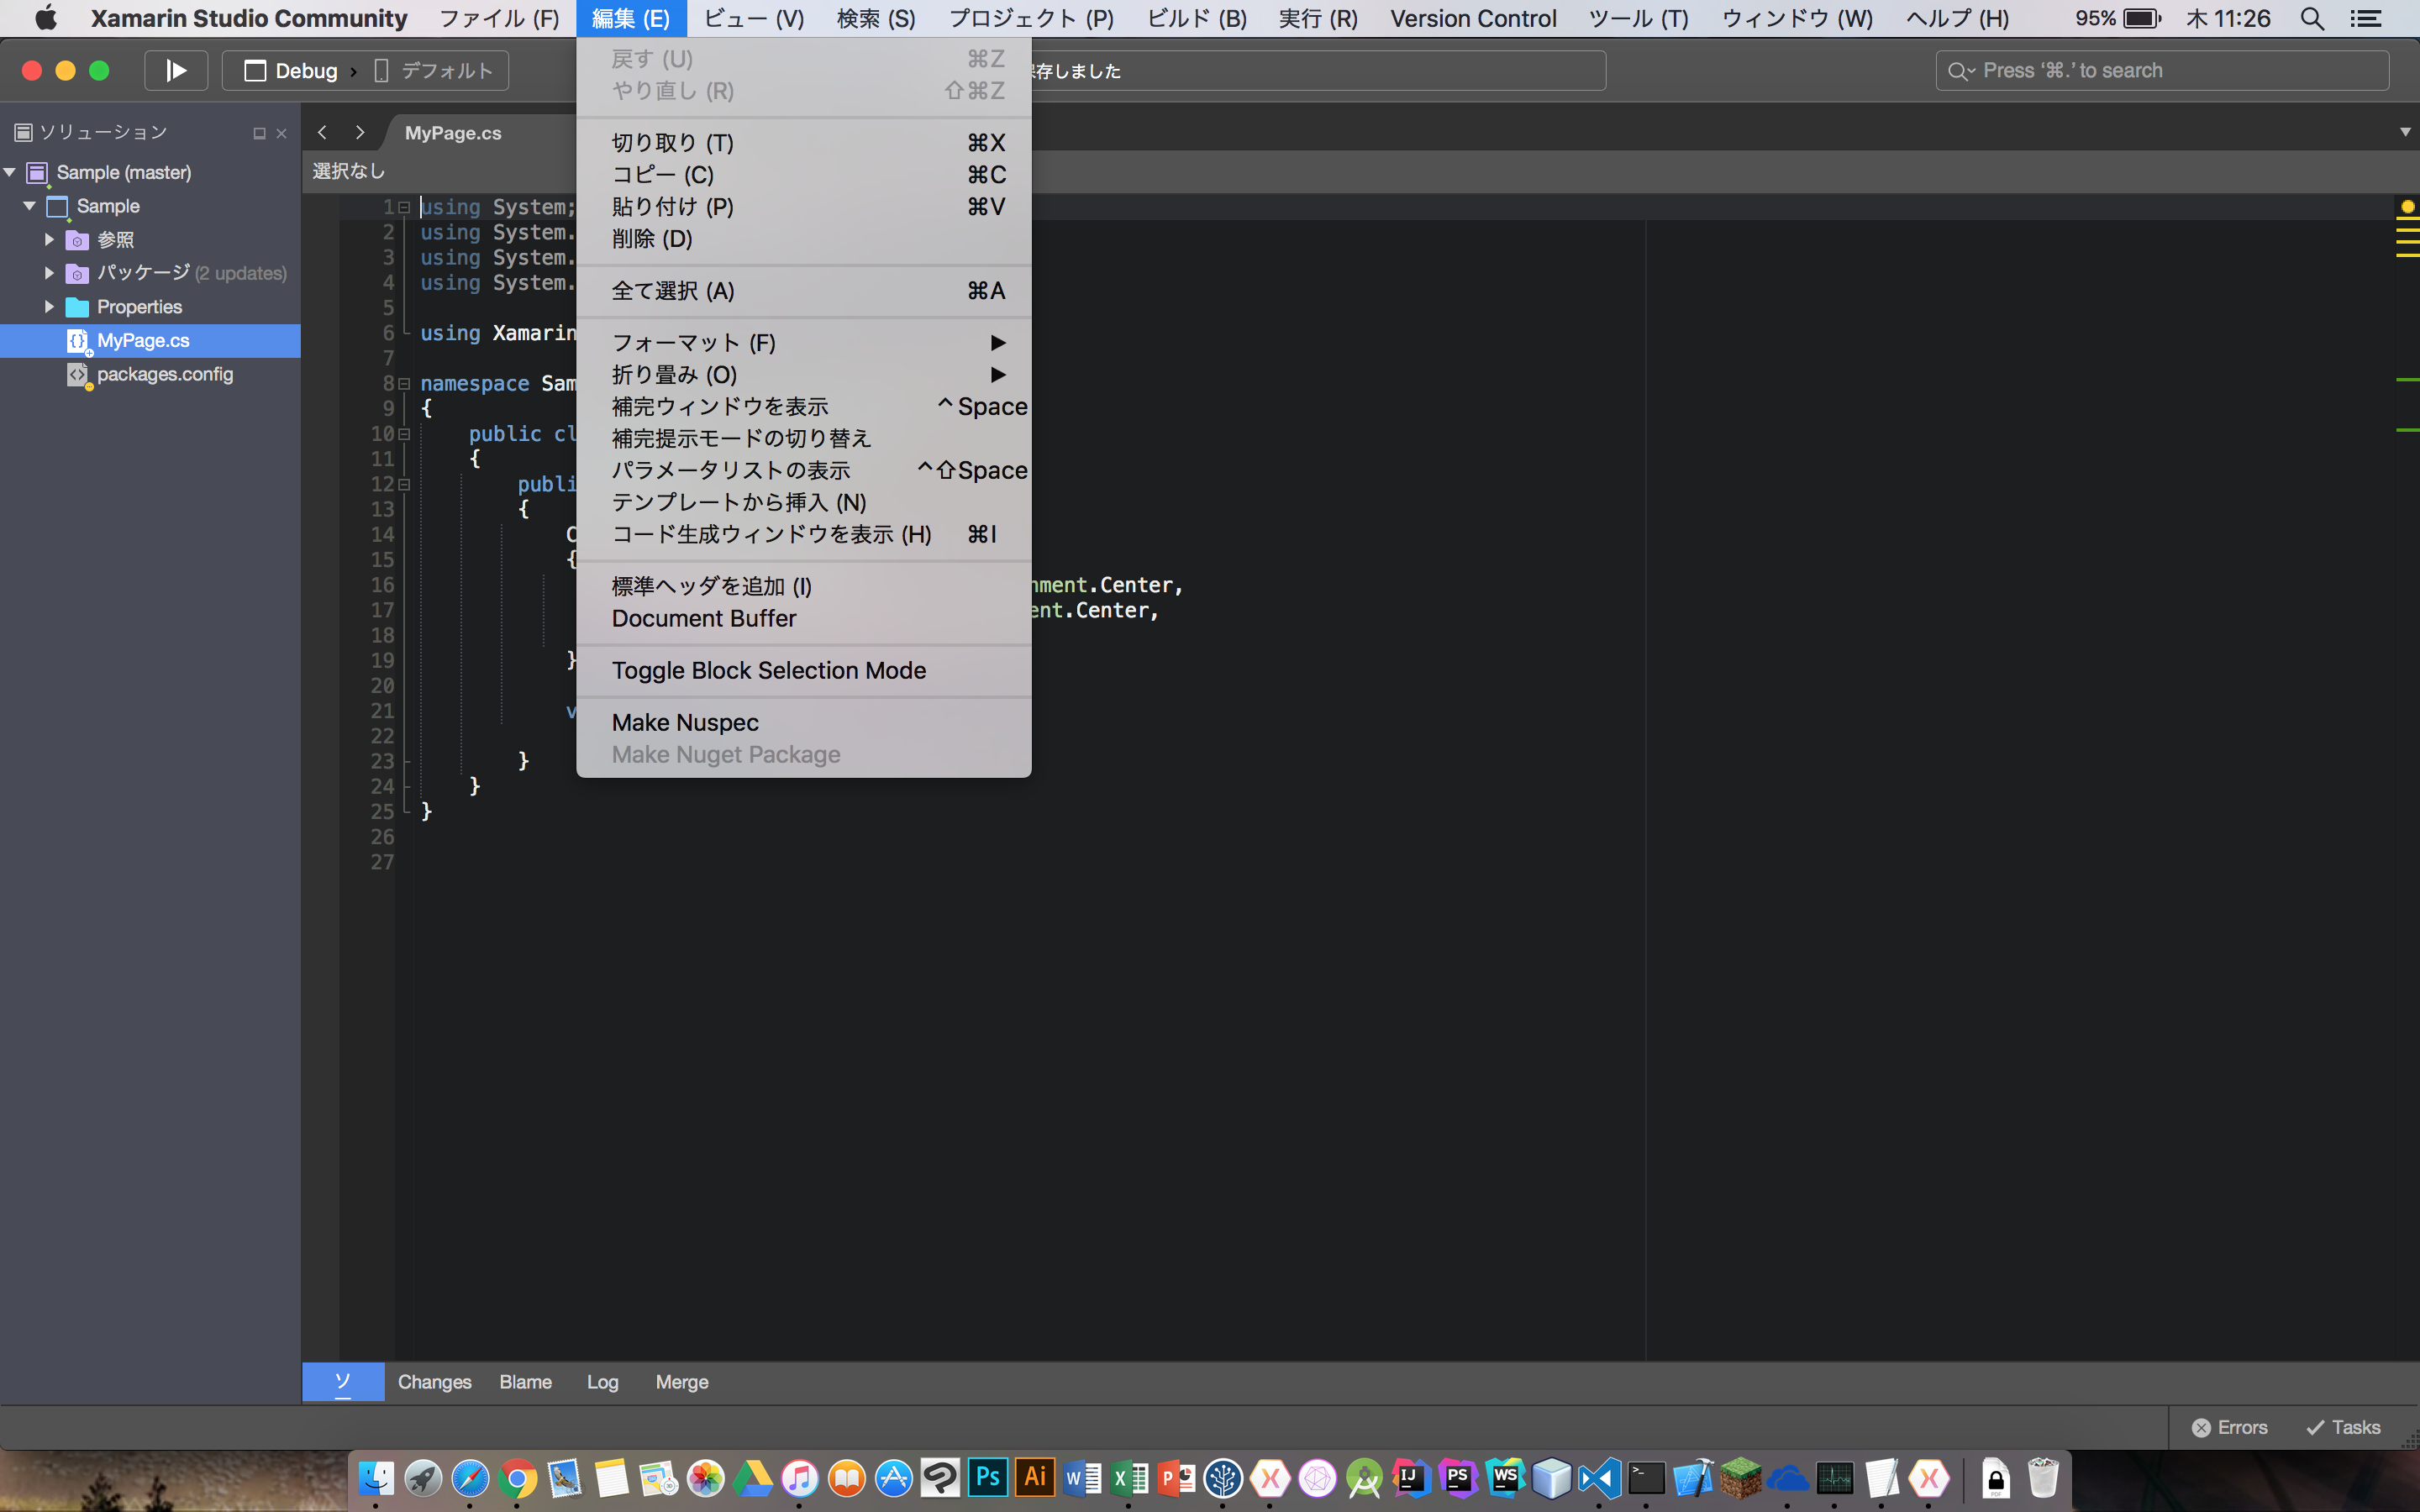 Xamarin Studio Community ファイル (F) 編集 (E) ビュー (V) 検索 (S) プロジェクト (P) ビルド (B) 実行 (R) Version Control ツール (T) ウィンドウ (W) ヘルプ (H) 95% 木 11:26
Debug › デフォルト
存しました
Press ‘⌘.’ to search
ソリューション
Sample (master)
Sample
参照
パッケージ (2 updates)
Properties
MyPage.cs
packages.config
MyPage.cs
選択なし
戻す (U) ⌘Z
やり直し (R) ⇧⌘Z
切り取り (T) ⌘X
コピー (C) ⌘C
貼り付け (P) ⌘V
削除 (D)
全て選択 (A) ⌘A
フォーマット (F) ▶
折り畳み (O) ▶
補完ウィンドウを表示 ^Space
補完提示モードの切り替え
パラメータリストの表示 ^⇧Space
テンプレートから挿入 (N)
コード生成ウィンドウを表示 (H) ⌘I
標準ヘッダを追加 (I)
Document Buffer
Toggle Block Selection Mode
Make Nuspec
Make Nuget Package
1 using System;
2 using System.
3 using System.
4 using System.
5
6 using Xamarin
7
8 namespace Sam
9 {
10 public cl
11 {
12 publi
13 {
14 C
15 {
16 nment.Center,
17 ent.Center,
18
19 }
20
21 v
22
23 }
24 }
25 }
26
27
ソ Changes Blame Log Merge
Errors Tasks
Ps Ai W X P IJ PS WS
PDF